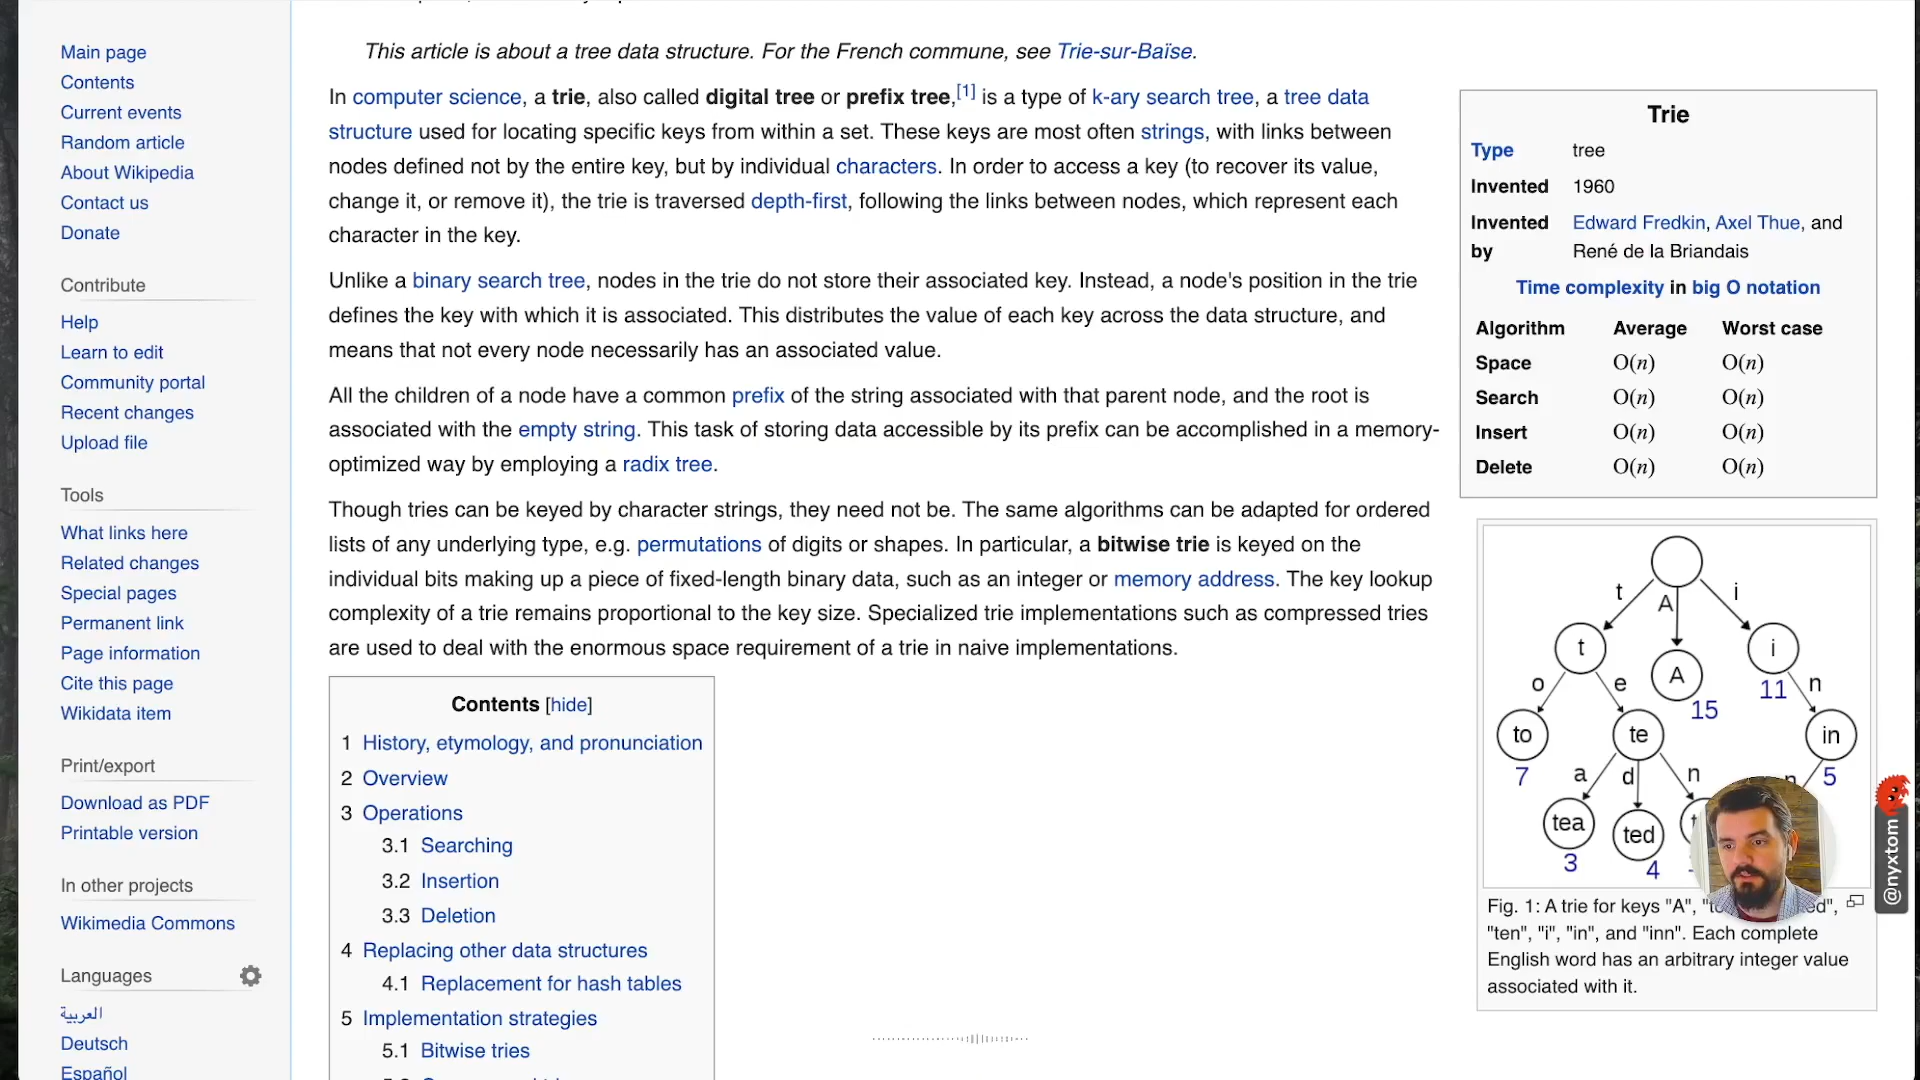 Main page
Contents
Current events
Random article
About Wikipedia
Contact us
Donate
Contribute
Help
Learn to edit
Community portal
Recent changes
Upload file
Tools
What links here
Related changes
Special pages
Permanent link
Page information
Cite this page
Wikidata item
Print/export
Download as PDF
Printable version
In other projects
Wikimedia Commons
Languages
العربية
Deutsch
Español
This article is about a tree data structure. For the French commune, see Trie-sur-Baïse.
In computer science, a trie, also called digital tree or prefix tree,[1] is a type of k-ary search tree, a tree data
structure used for locating specific keys from within a set. These keys are most often strings, with links between
nodes defined not by the entire key, but by individual characters. In order to access a key (to recover its value,
change it, or remove it), the trie is traversed depth-first, following the links between nodes, which represent each
character in the key.
Unlike a binary search tree, nodes in the trie do not store their associated key. Instead, a node's position in the trie
defines the key with which it is associated. This distributes the value of each key across the data structure, and
means that not every node necessarily has an associated value.
All the children of a node have a common prefix of the string associated with that parent node, and the root is
associated with the empty string. This task of storing data accessible by its prefix can be accomplished in a memory-
optimized way by employing a radix tree.
Though tries can be keyed by character strings, they need not be. The same algorithms can be adapted for ordered
lists of any underlying type, e.g. permutations of digits or shapes. In particular, a bitwise trie is keyed on the
individual bits making up a piece of fixed-length binary data, such as an integer or memory address. The key lookup
complexity of a trie remains proportional to the key size. Specialized trie implementations such as compressed tries
are used to deal with the enormous space requirement of a trie in naive implementations.
Contents [hide]
1 History, etymology, and pronunciation
2 Overview
3 Operations
3.1 Searching
3.2 Insertion
3.3 Deletion
4 Replacing other data structures
4.1 Replacement for hash tables
5 Implementation strategies
5.1 Bitwise tries
Trie
Type tree
Invented 1960
Invented by Edward Fredkin, Axel Thue, and
René de la Briandais
Time complexity in big O notation
Algorithm Average Worst case
Space O(n) O(n)
Search O(n) O(n)
Insert O(n) O(n)
Delete O(n) O(n)
t A i
t A i
15 11
o e n
to te in
7 5
a d n n
tea ted
3 4
Fig. 1: A trie for keys "A",
"ten", "i", "in", and "inn". Each complete
English word has an arbitrary integer value
associated with it.
@nyxtom